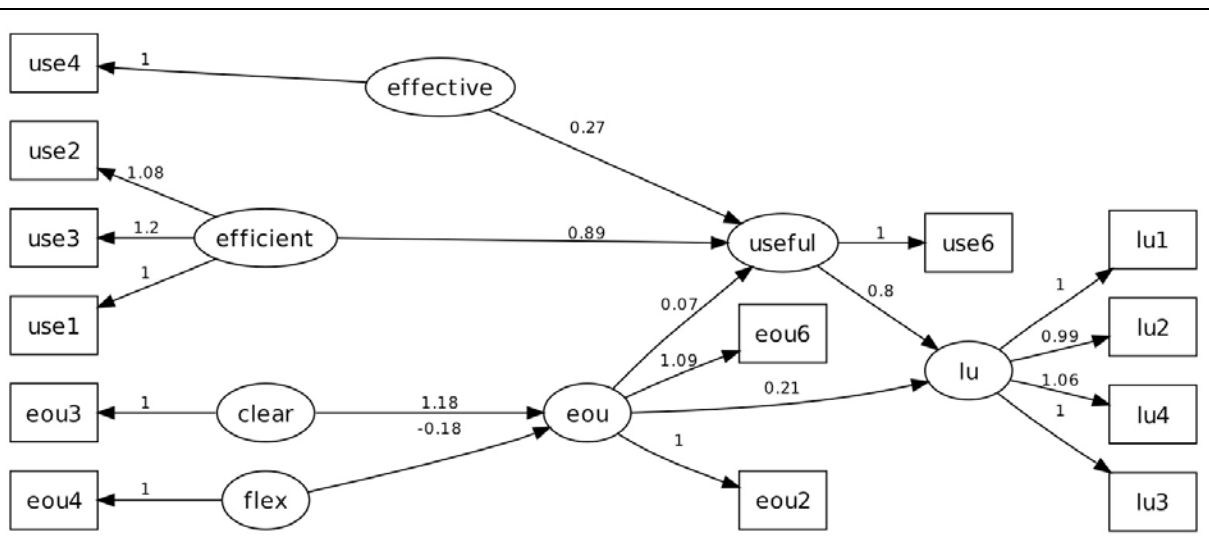 use4
1
effective
0.27
use2
1.08
use3
1.2
efficient
0.89
useful
1
use6
lu1
use1
1
0.07
eou6
0.8
1
lu2
0.99
1.09
lu
1.06
eou3
1
clear
1.18
eou
0.21
1
lu4
-0.18
1
eou4
1
flex
eou2
lu3